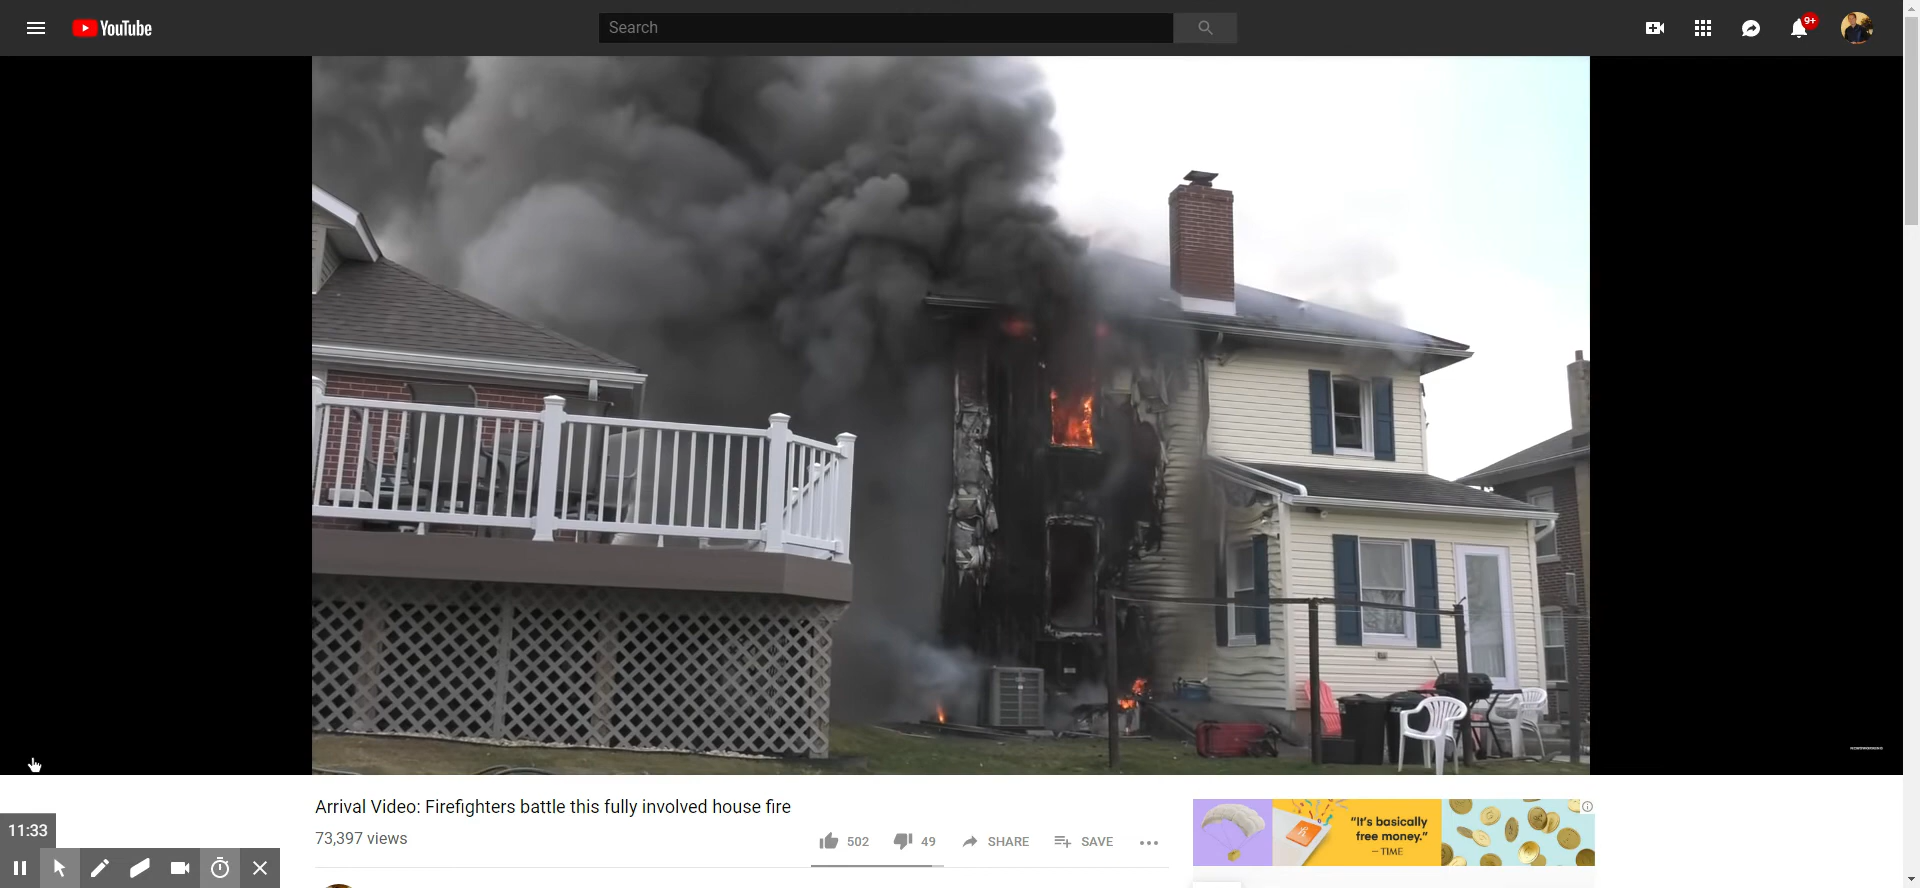 YouTube
Search
9+
Arrival Video: Firefighters battle this fully involved house fire
73,397 views
502
49
SHARE
SAVE
"It's basically
free money."
– TIME
11:33